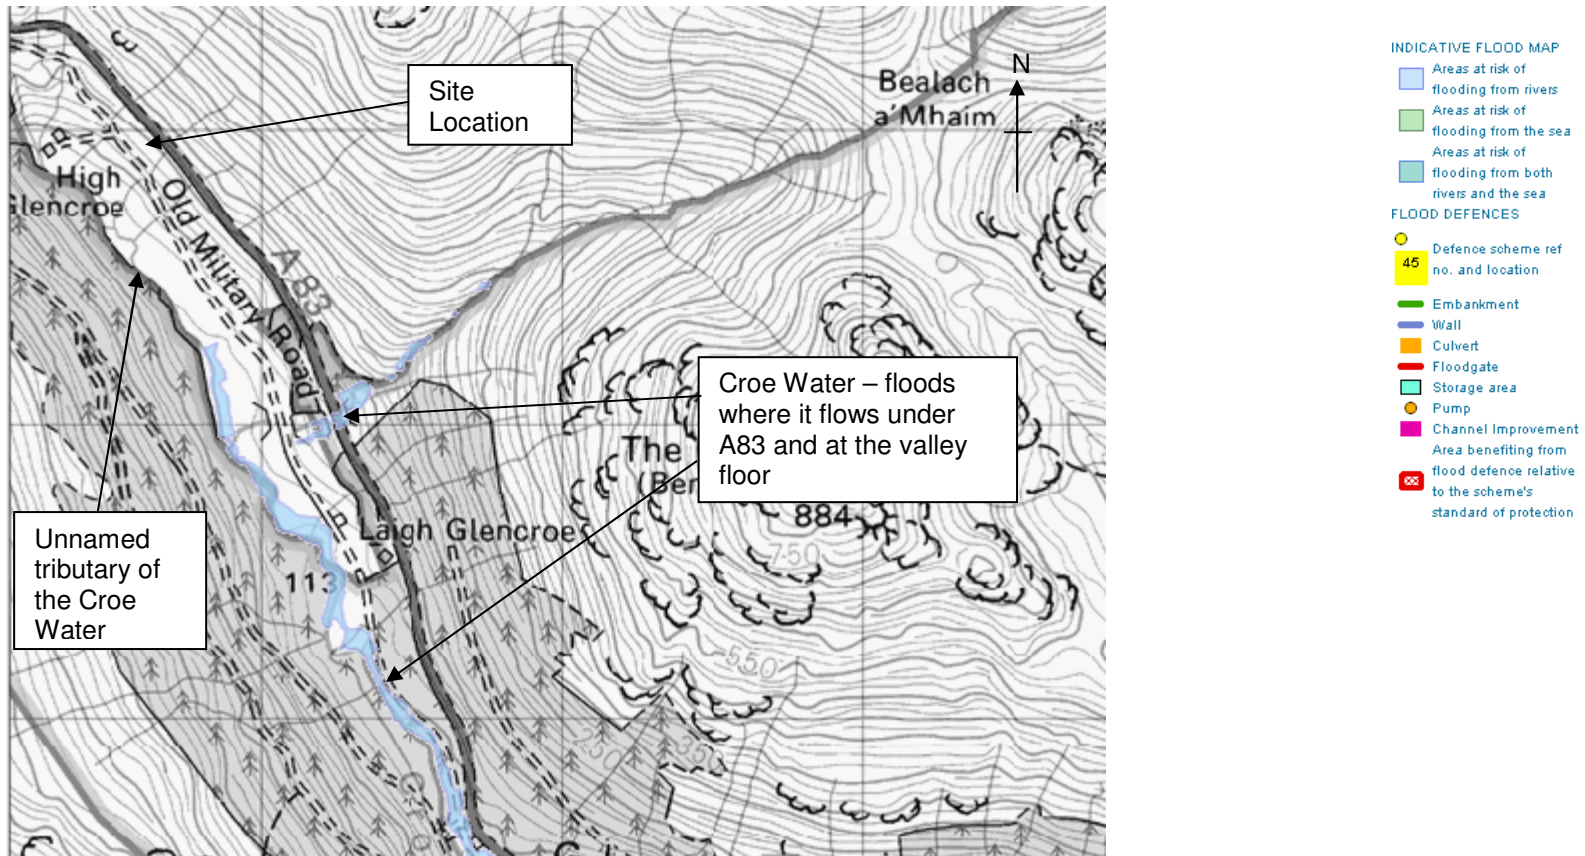 Site
Location
N
Bealach
a'Mhaim
High
Glencroe
Old Military Road
A 83
Croe Water – floods
where it flows under
A83 and at the valley
floor
The
(Ben
884
750
Unnamed
tributary of
the Croe
Water
Laigh Glencroe
113
550
250
350
INDICATIVE FLOOD MAP
Areas at risk of
flooding from rivers
Areas at risk of
flooding from the sea
Areas at risk of
flooding from both
rivers and the sea
FLOOD DEFENCES
45
Defence scheme ref
no. and location
Embankment
Wall
Culvert
Floodgate
Storage area
Pump
Channel Improvement
Area benefiting from
flood defence relative
to the scheme's
standard of protection